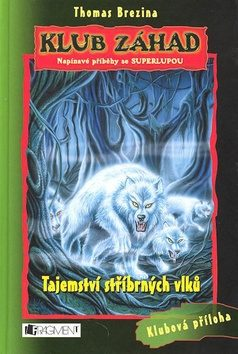 Thomas Brezina
KLUB ZÁHAD
Napínavé příběhy se SUPERLUPOU
Tajemství stříbrných vlků
Klubová příloha
FRAGMENT